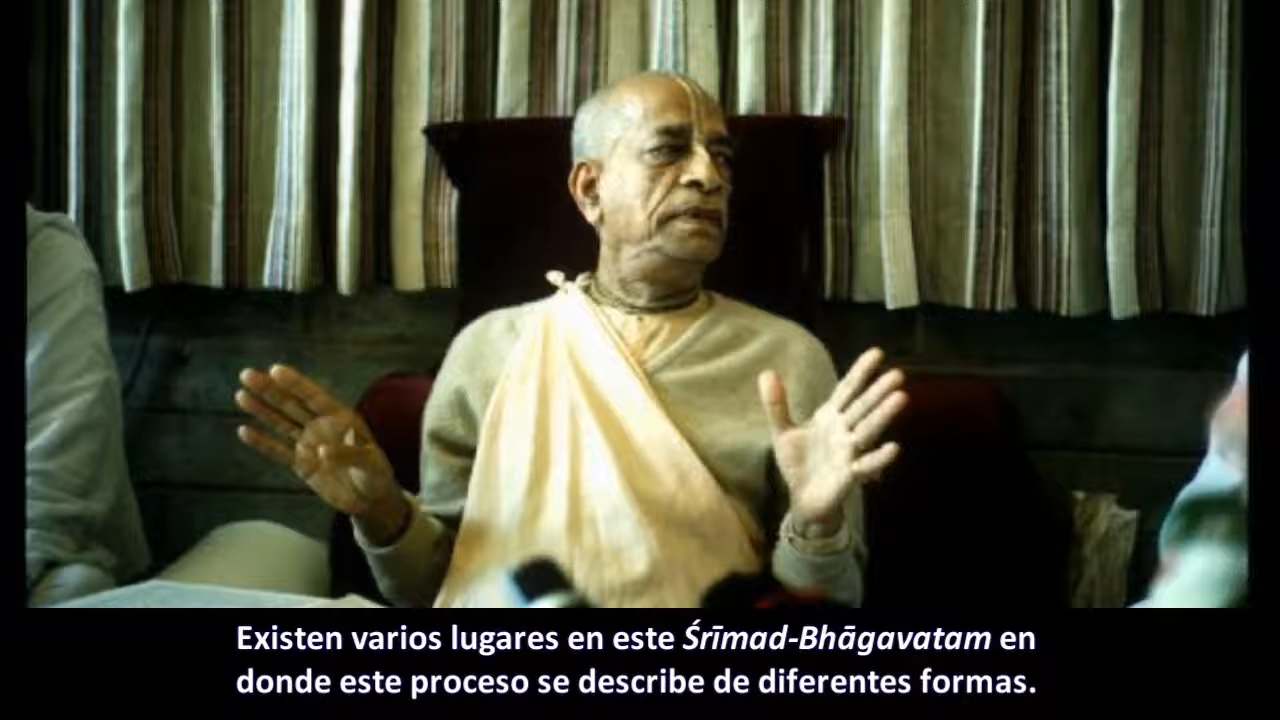 Existen varios lugares en este Śrīmad-Bhāgavatam en
donde este proceso se describe de diferentes formas.